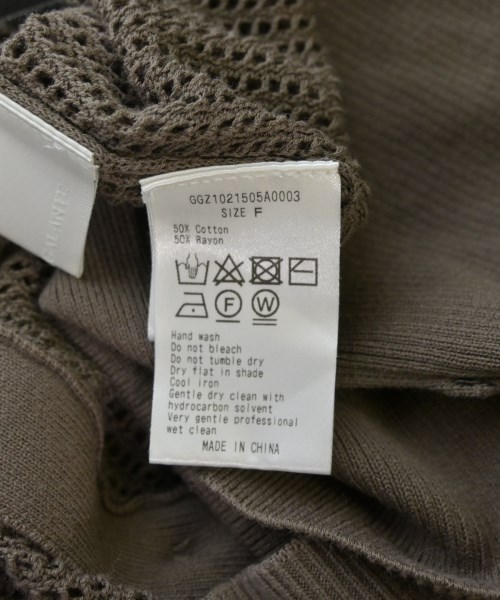 GGZ1021505A0003
SIZE F
50% Cotton
50% Rayon
F W
Hand wash
Do not bleach
Do not tumble dry
Dry flat in shade
Cool iron
Gentle dry clean with
hydrocarbon solvent
Very gentle professional
wet clean
MADE IN CHINA